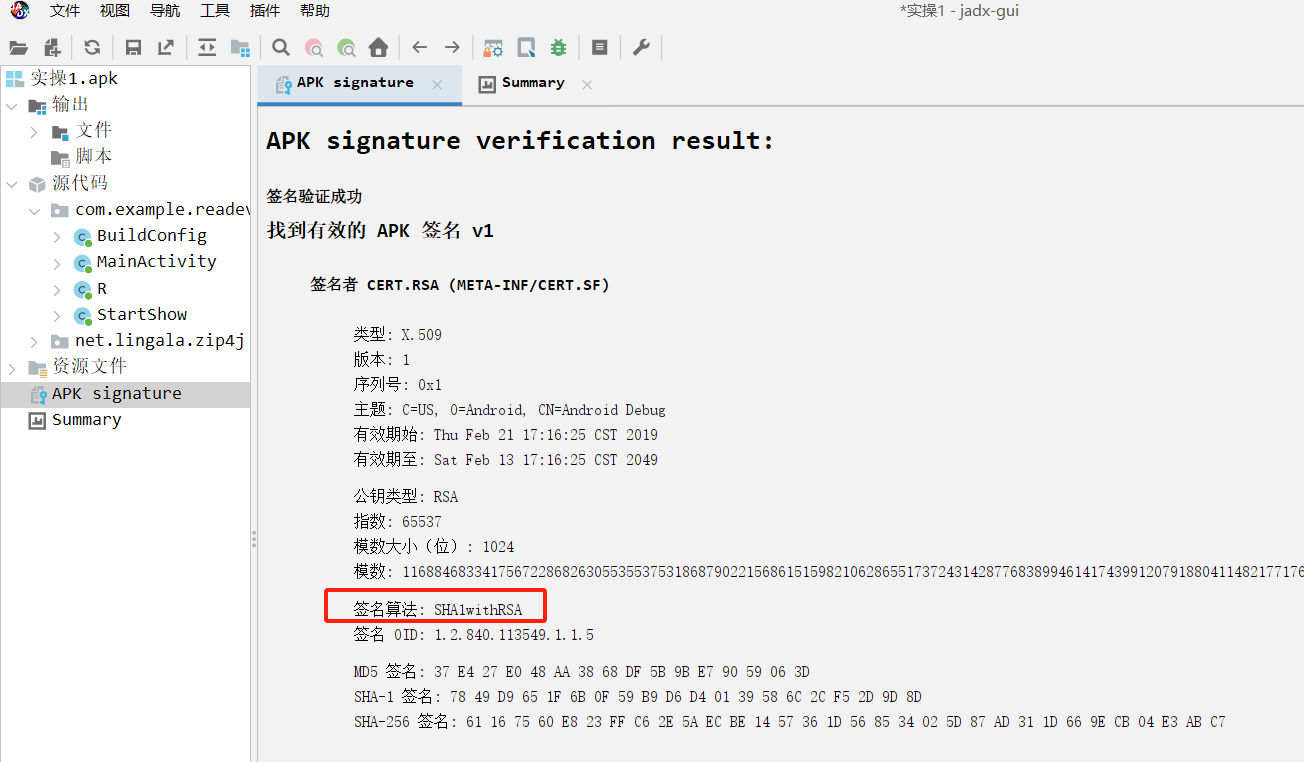 文件 视图 导航 工具 插件 帮助 *实操1 - jadx-gui
实操1.apk
输出
文件
脚本
源代码
com.example.readev
BuildConfig
MainActivity
R
StartShow
net.lingala.zip4j
资源文件
APK signature
Summary
APK signature Summary
APK signature verification result:
签名验证成功
找到有效的 APK 签名 v1
签名者 CERT.RSA (META-INF/CERT.SF)
类型: X.509
版本: 1
序列号: 0x1
主题: C=US, O=Android, CN=Android Debug
有效期始: Thu Feb 21 17:16:25 CST 2019
有效期至: Sat Feb 13 17:16:25 CST 2049
公钥类型: RSA
指数: 65537
模数大小（位）: 1024
模数: 11688468334175672286826305535537531868790221568615159821062865517372431428776838994614174399120791880411482177176
签名算法: SHA1withRSA
签名 OID: 1.2.840.113549.1.1.5
MD5 签名: 37 E4 27 E0 48 AA 38 68 DF 5B 9B E7 90 59 06 3D
SHA-1 签名: 78 49 D9 65 1F 6B 0F 59 B9 D6 D4 01 39 58 6C 2C F5 2D 9D 8D
SHA-256 签名: 61 16 75 60 E8 23 FF C6 2E 5A EC BE 14 57 36 1D 56 85 34 02 5D 87 AD 31 1D 66 9E CB 04 E3 AB C7